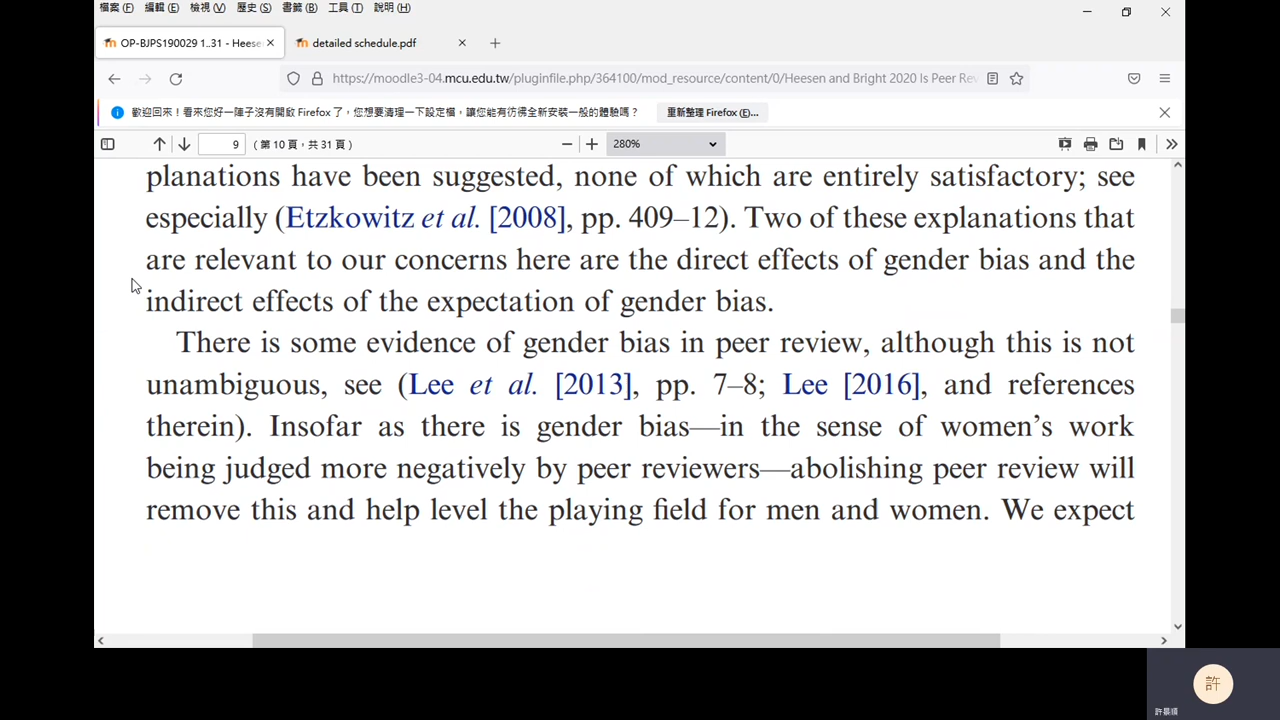 檔案(F) 編輯(E) 檢視(V) 歷史(S) 書籤(B) 工具(T) 說明(H)
OP-BJPS190029 1..31 - Heese
detailed schedule.pdf
https://moodle3-04.mcu.edu.tw/pluginfile.php/364100/mod_resource/content/0/Heesen and Bright 2020 Is Peer Re
歡迎回來！看來您好一陣子沒有開啟 Firefox 了，您想要清理一下設定檔，讓您能有彷彿全新安裝一般的體驗嗎？ 重新整理 Firefox (E)...
9 (第 10 頁，共 31 頁) 280%
planations have been suggested, none of which are entirely satisfactory; see
especially (Etzkowitz et al. [2008], pp. 409–12). Two of these explanations that
are relevant to our concerns here are the direct effects of gender bias and the
indirect effects of the expectation of gender bias.
There is some evidence of gender bias in peer review, although this is not
unambiguous, see (Lee et al. [2013], pp. 7–8; Lee [2016], and references
therein). Insofar as there is gender bias—in the sense of women's work
being judged more negatively by peer reviewers—abolishing peer review will
remove this and help level the playing field for men and women. We expect
許